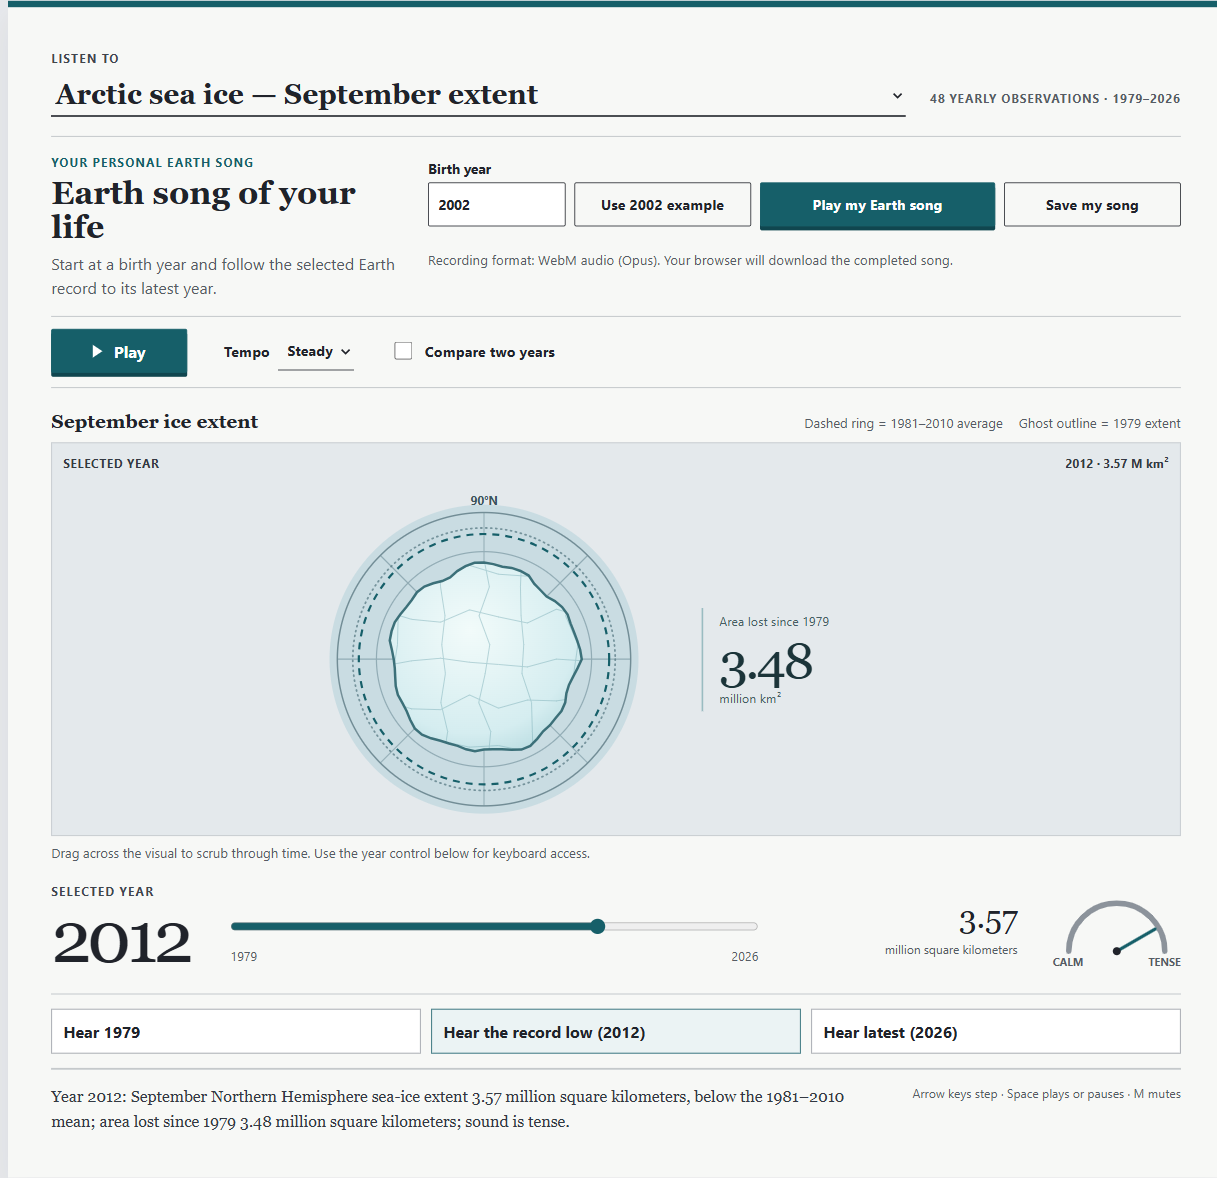 LISTEN TO
Arctic sea ice — September extent
48 YEARLY OBSERVATIONS · 1979–2026
YOUR PERSONAL EARTH SONG
Earth song of your
life
Start at a birth year and follow the selected Earth
record to its latest year.
Birth year
2002
Use 2002 example
Play my Earth song
Save my song
Recording format: WebM audio (Opus). Your browser will download the completed song.
Play
Tempo
Steady
Compare two years
September ice extent
Dashed ring = 1981–2010 average
Ghost outline = 1979 extent
SELECTED YEAR
2012 · 3.57 M km²
90°N
Area lost since 1979
3.48
million km²
Drag across the visual to scrub through time. Use the year control below for keyboard access.
SELECTED YEAR
2012
1979
2026
3.57
million square kilometers
CALM
TENSE
Hear 1979
Hear the record low (2012)
Hear latest (2026)
Year 2012: September Northern Hemisphere sea-ice extent 3.57 million square kilometers, below the 1981–2010
mean; area lost since 1979 3.48 million square kilometers; sound is tense.
Arrow keys step · Space plays or pauses · M mutes